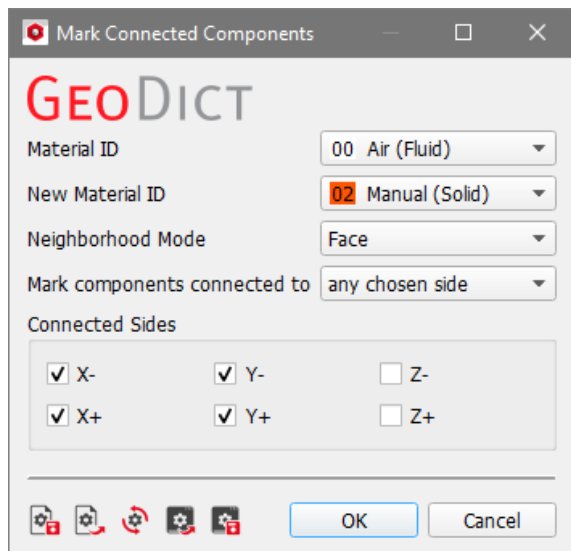 Mark Connected Components
GEODICT
Material ID 00 Air (Fluid)
New Material ID 02 Manual (Solid)
Neighborhood Mode Face
Mark components connected to any chosen side
Connected Sides
X- Y- Z-
X+ Y+ Z+
OK Cancel